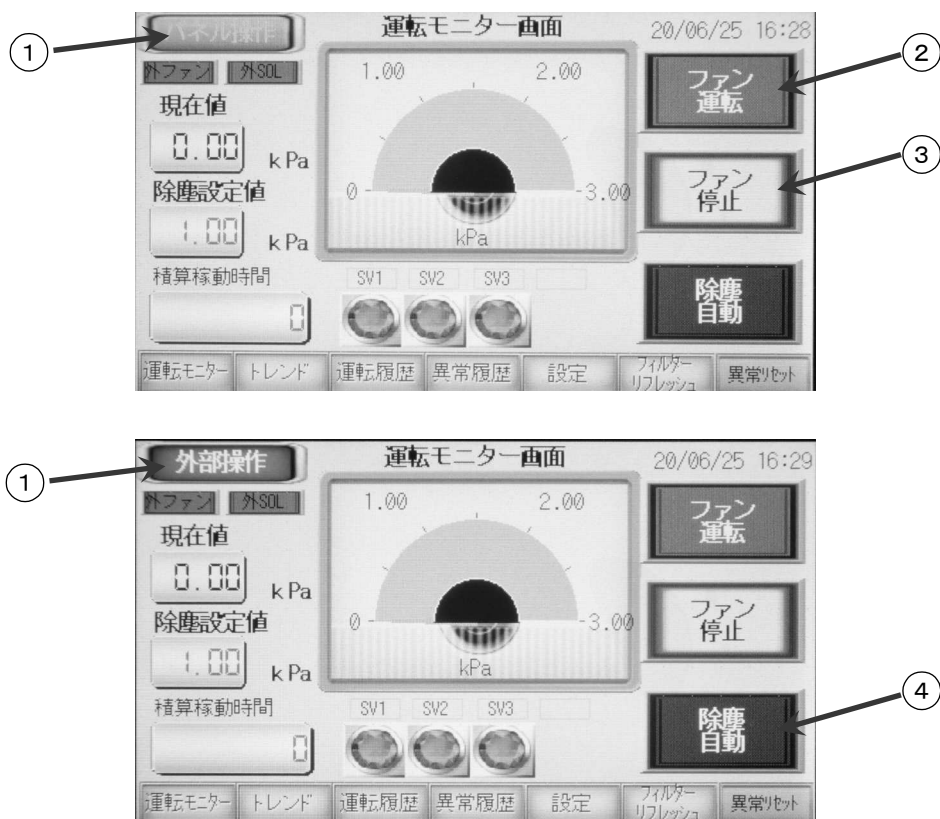 ①
パネル操作
運転モニター画面
20/06/25 16:28
外ファン 外SOL
現在値
0.00 kPa
除塵設定値
1.00 kPa
積算稼動時間
0
1.00 2.00
0 3.00
kPa
SV1 SV2 SV3
②
ファン
運転
③
ファン
停止
除塵
自動
運転モニター トレンド 運転履歴 異常履歴 設定 フィルター
リフレッシュ 異常リセット
①
外部操作
運転モニター画面
20/06/25 16:29
外ファン 外SOL
現在値
0.00 kPa
除塵設定値
1.00 kPa
積算稼動時間
0
1.00 2.00
0 3.00
kPa
SV1 SV2 SV3
ファン
運転
ファン
停止
④
除塵
自動
運転モニター トレンド 運転履歴 異常履歴 設定 フィルター
リフレッシュ 異常リセット